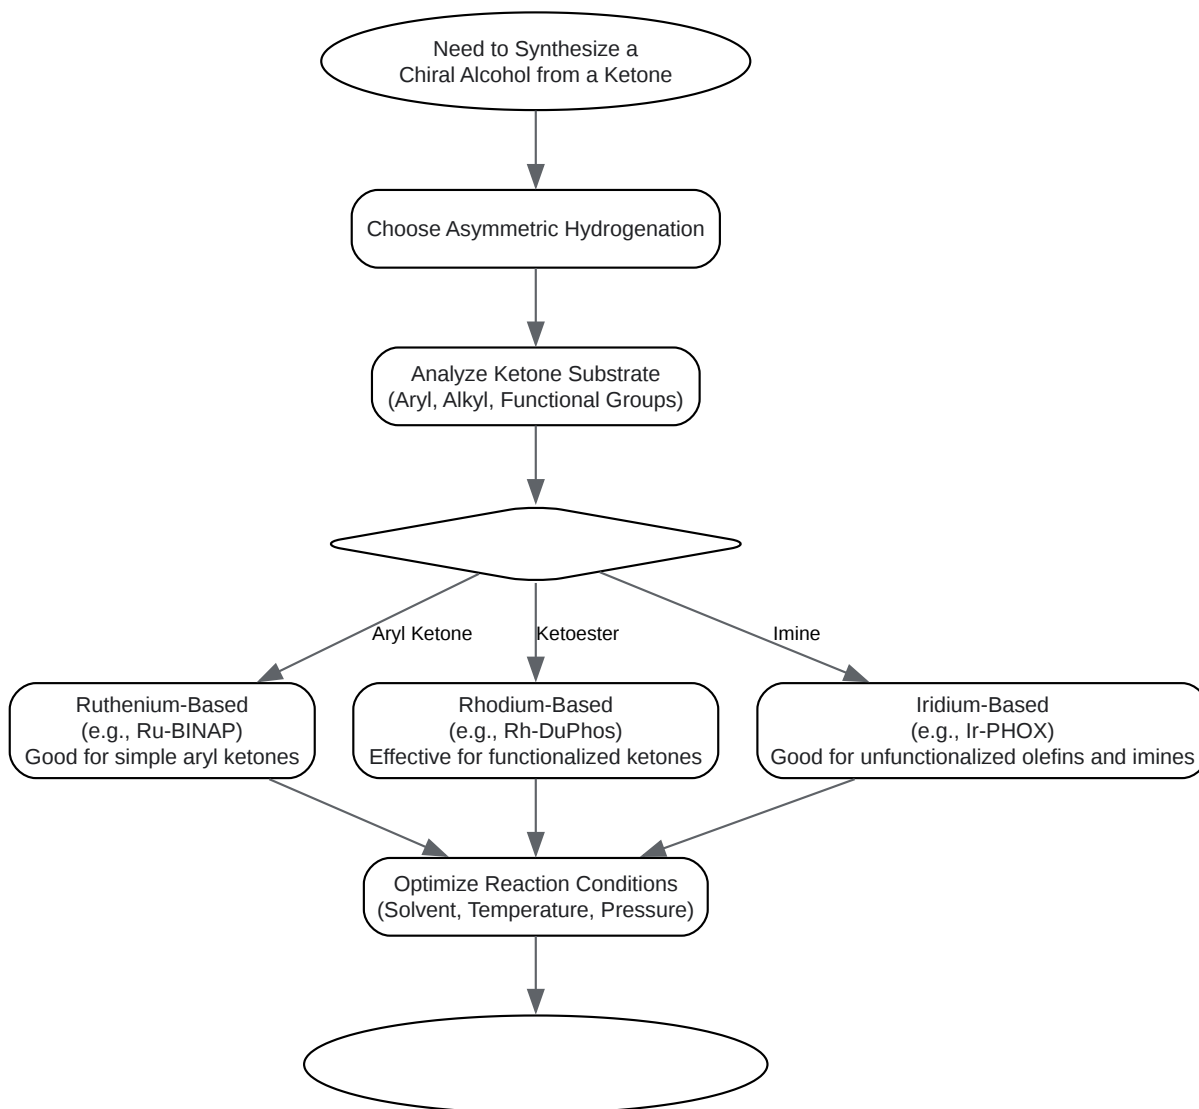 Need to Synthesize a
Chiral Alcohol from a Ketone
Choose Asymmetric Hydrogenation
Analyze Ketone Substrate
(Aryl, Alkyl, Functional Groups)
Aryl Ketone
Ketoester
Imine
Ruthenium-Based
(e.g., Ru-BINAP)
Good for simple aryl ketones
Rhodium-Based
(e.g., Rh-DuPhos)
Effective for functionalized ketones
Iridium-Based
(e.g., Ir-PHOX)
Good for unfunctionalized olefins and imines
Optimize Reaction Conditions
(Solvent, Temperature, Pressure)